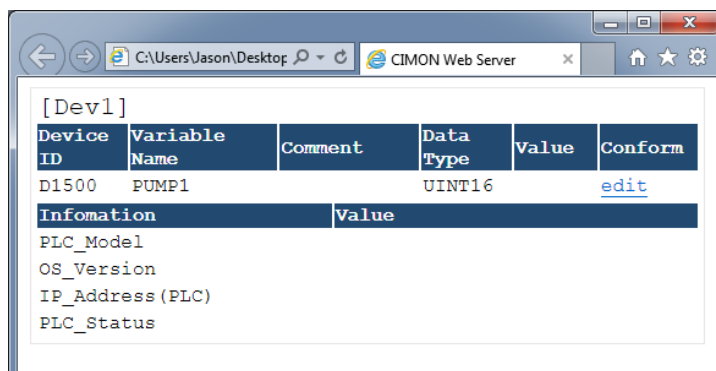 C:\Users\Jason\Desktop
CIMON Web Server
[Dev1]
Device ID Variable Name Comment Data Type Value Conform
D1500 PUMP1 UINT16 edit
Infomation Value
PLC_Model
OS_Version
IP_Address(PLC)
PLC_Status